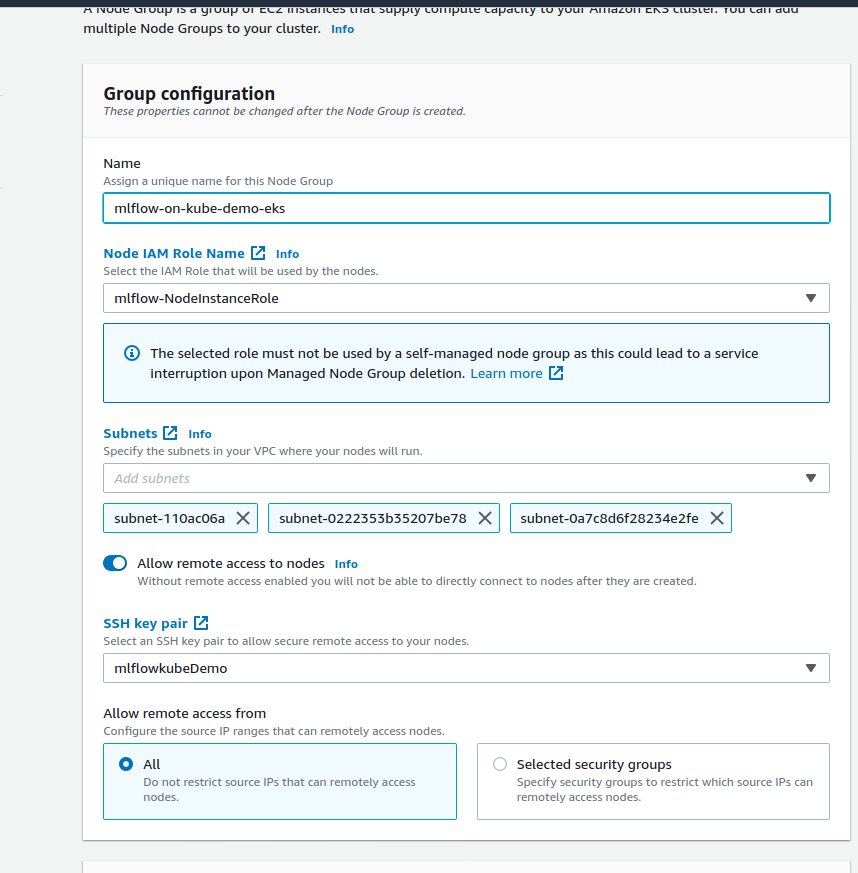 A Node Group is a group of EC2 instances that supply compute capacity to your Amazon EKS cluster. You can add
multiple Node Groups to your cluster. Info
Group configuration
These properties cannot be changed after the Node Group is created.
Name
Assign a unique name for this Node Group
mlflow-on-kube-demo-eks
Node IAM Role Name Info
Select the IAM Role that will be used by the nodes.
mlflow-NodeInstanceRole
The selected role must not be used by a self-managed node group as this could lead to a service
interruption upon Managed Node Group deletion. Learn more
Subnets Info
Specify the subnets in your VPC where your nodes will run.
Add subnets
subnet-110ac06a subnet-0222353b35207be78 subnet-0a7c8d6f28234e2fe
Allow remote access to nodes Info
Without remote access enabled you will not be able to directly connect to nodes after they are created.
SSH key pair
Select an SSH key pair to allow secure remote access to your nodes.
mlflowkubeDemo
Allow remote access from
Configure the source IP ranges that can remotely access nodes.
All
Do not restrict source IPs that can remotely access
nodes.
Selected security groups
Specify security groups to restrict which source IPs can
remotely access nodes.